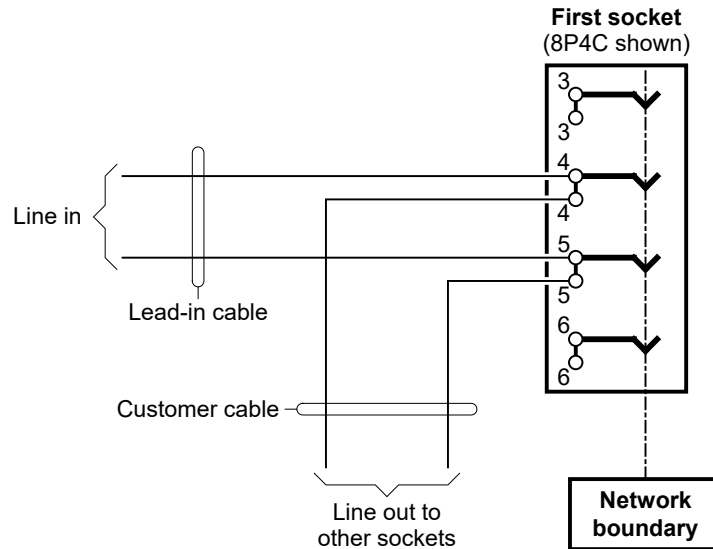 First socket
(8P4C shown)
3
3
4
4
5
5
6
6
Line in
Lead-in cable
Customer cable
Line out to
other sockets
Network
boundary